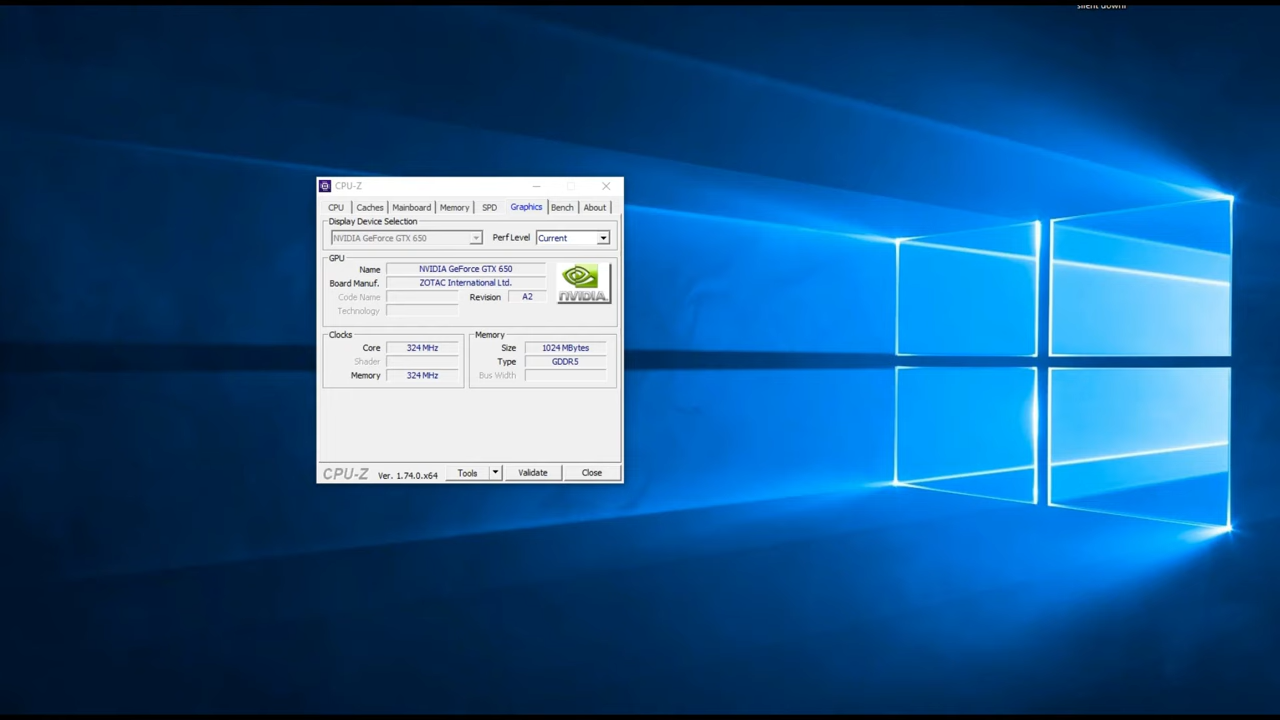 CPU-Z
CPU Caches Mainboard Memory SPD Graphics Bench About
Display Device Selection
NVIDIA GeForce GTX 650 Perf Level Current
GPU
Name NVIDIA GeForce GTX 650
Board Manuf. ZOTAC International Ltd.
Code Name Revision A2
Technology
NVIDIA.
Clocks
Core 324 MHz
Shader
Memory 324 MHz
Memory
Size 1024 MBytes
Type GDDR5
Bus Width
CPU-Z Ver. 1.74.0.x64 Tools Validate Close